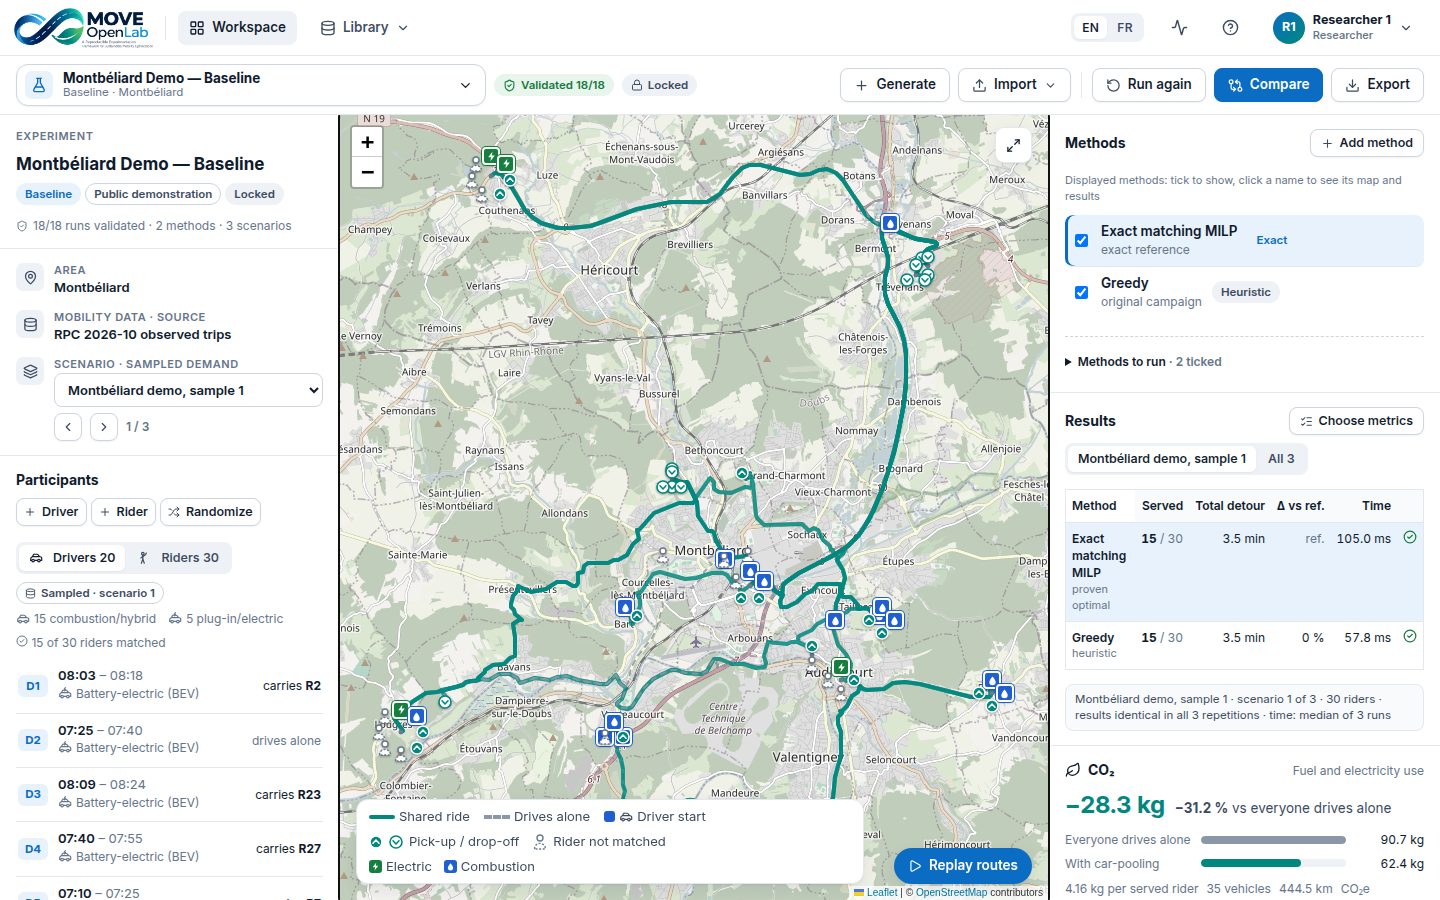 MOVE
OpenLab
Workspace
Library
EN FR
R1
Researcher 1
Researcher
Montbéliard Demo — Baseline
Baseline · Montbéliard
Validated 18/18
Locked
Generate
Import
Run again
Compare
Export
EXPERIMENT
Montbéliard Demo — Baseline
Baseline
Public demonstration
Locked
18/18 runs validated · 2 methods · 3 scenarios
AREA
Montbéliard
MOBILITY DATA · SOURCE
RPC 2026-10 observed trips
SCENARIO · SAMPLED DEMAND
Montbéliard demo, sample 1
1 / 3
Participants
Driver
Rider
Randomize
Drivers 20
Riders 30
Sampled · scenario 1
15 combustion/hybrid
5 plug-in/electric
15 of 30 riders matched
D1
08:03 – 08:18
Battery-electric (BEV)
carries R2
D2
07:25 – 07:40
Battery-electric (BEV)
drives alone
D3
08:09 – 08:24
Battery-electric (BEV)
carries R23
D4
07:40 – 07:55
Battery-electric (BEV)
carries R27
07:10 – 07:25
+
−
N 19
Urcerey
Échenans-sous-
Mont-Vaudois
Argiésans
Andelnans
Luze
Botans
Meroux
Banvillars
Couthenans
Dorans
Moval
Champey
Coisevaux
Brevilliers
Bermont
Héricourt
Trévenans
Verlans
4
Trémoins
Tavey
Châtenois-
les-Forges
LGV Rhin-Rhône
Aibre
Laire
Vyans-le-Val
Bussurel
Doubs
Dambenois
Semondans
Nommay
Bethoncourt
Raynans
Issans
Allenjoie
Brognard
Grand-Charmont
Vieux-Charmont
Saint-Julien-
lès-Montbéliard
Allondans
Sochaux
Sainte-Marie
Montbéliard
Étupes
Présentevillers
Courcelles-
lès-Montbéliard
Exincourt
Arbouans
Bavans
Audincourt
Dampierre-
sur-le-Doubs
Centre
Technique
de Belchamp
Étouvans
Valentigney
Seloncourt
Vandoncour
Colombier-
Fontaine
6.1
Mandeure
Hérimoncourt
Shared ride
Drives alone
Driver start
Pick-up / drop-off
Rider not matched
Electric
Combustion
Replay routes
Leaflet | © OpenStreetMap contributors
Methods
Add method
Displayed methods: tick to show, click a name to see its map and
results
Exact matching MILP
exact reference
Exact
Greedy
original campaign
Heuristic
Methods to run · 2 ticked
Results
Choose metrics
Montbéliard demo, sample 1
All 3
Method Served Total detour Δ vs ref. Time
Exact matching MILP proven optimal 15 / 30 3.5 min ref. 105.0 ms
Greedy heuristic 15 / 30 3.5 min 0 % 57.8 ms
Montbéliard demo, sample 1 · scenario 1 of 3 · 30 riders ·
results identical in all 3 repetitions · time: median of 3 runs
CO₂
Fuel and electricity use
−28.3 kg −31.2 % vs everyone drives alone
Everyone drives alone 90.7 kg
With car-pooling 62.4 kg
4.16 kg per served rider 35 vehicles 444.5 km CO₂e